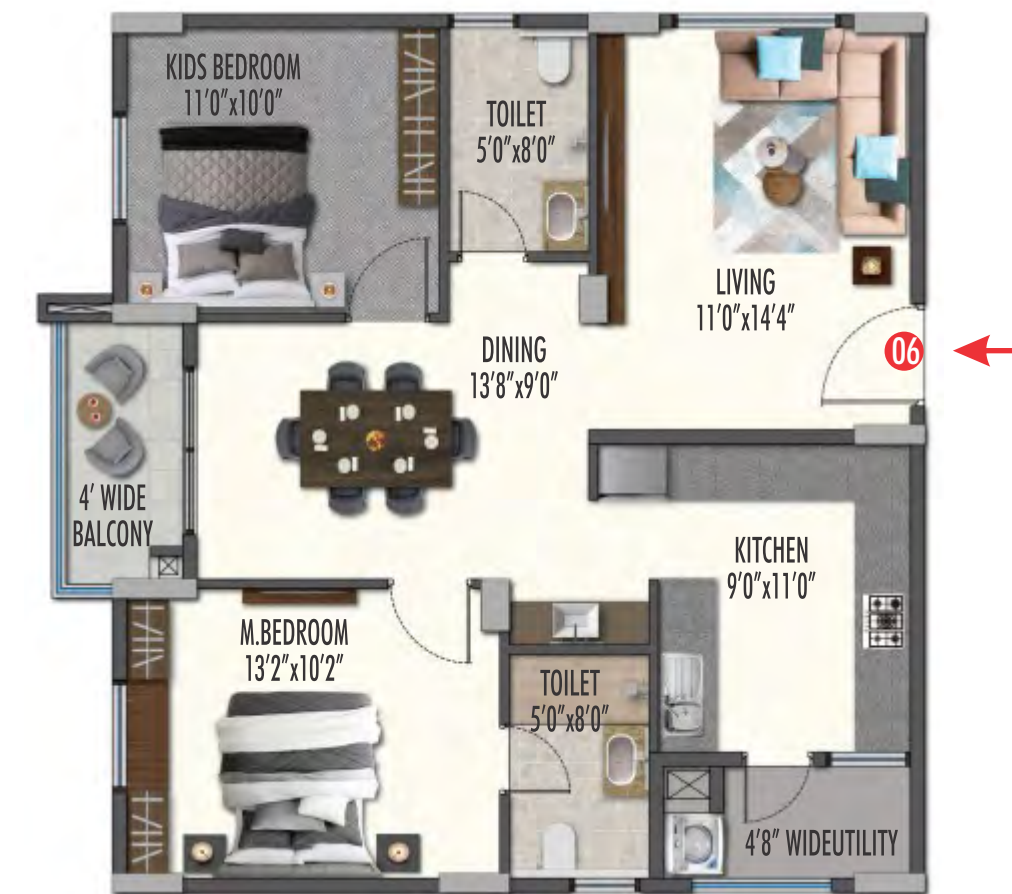 KIDS BEDROOM
11'0"x10'0"
TOILET
5'0"x8'0"
LIVING
11'0"x14'4"
06
DINING
13'8"x9'0"
4' WIDE
BALCONY
KITCHEN
9'0"x11'0"
M.BEDROOM
13'2"x10'2"
TOILET
5'0"x8'0"
4'8" WIDEUTILITY